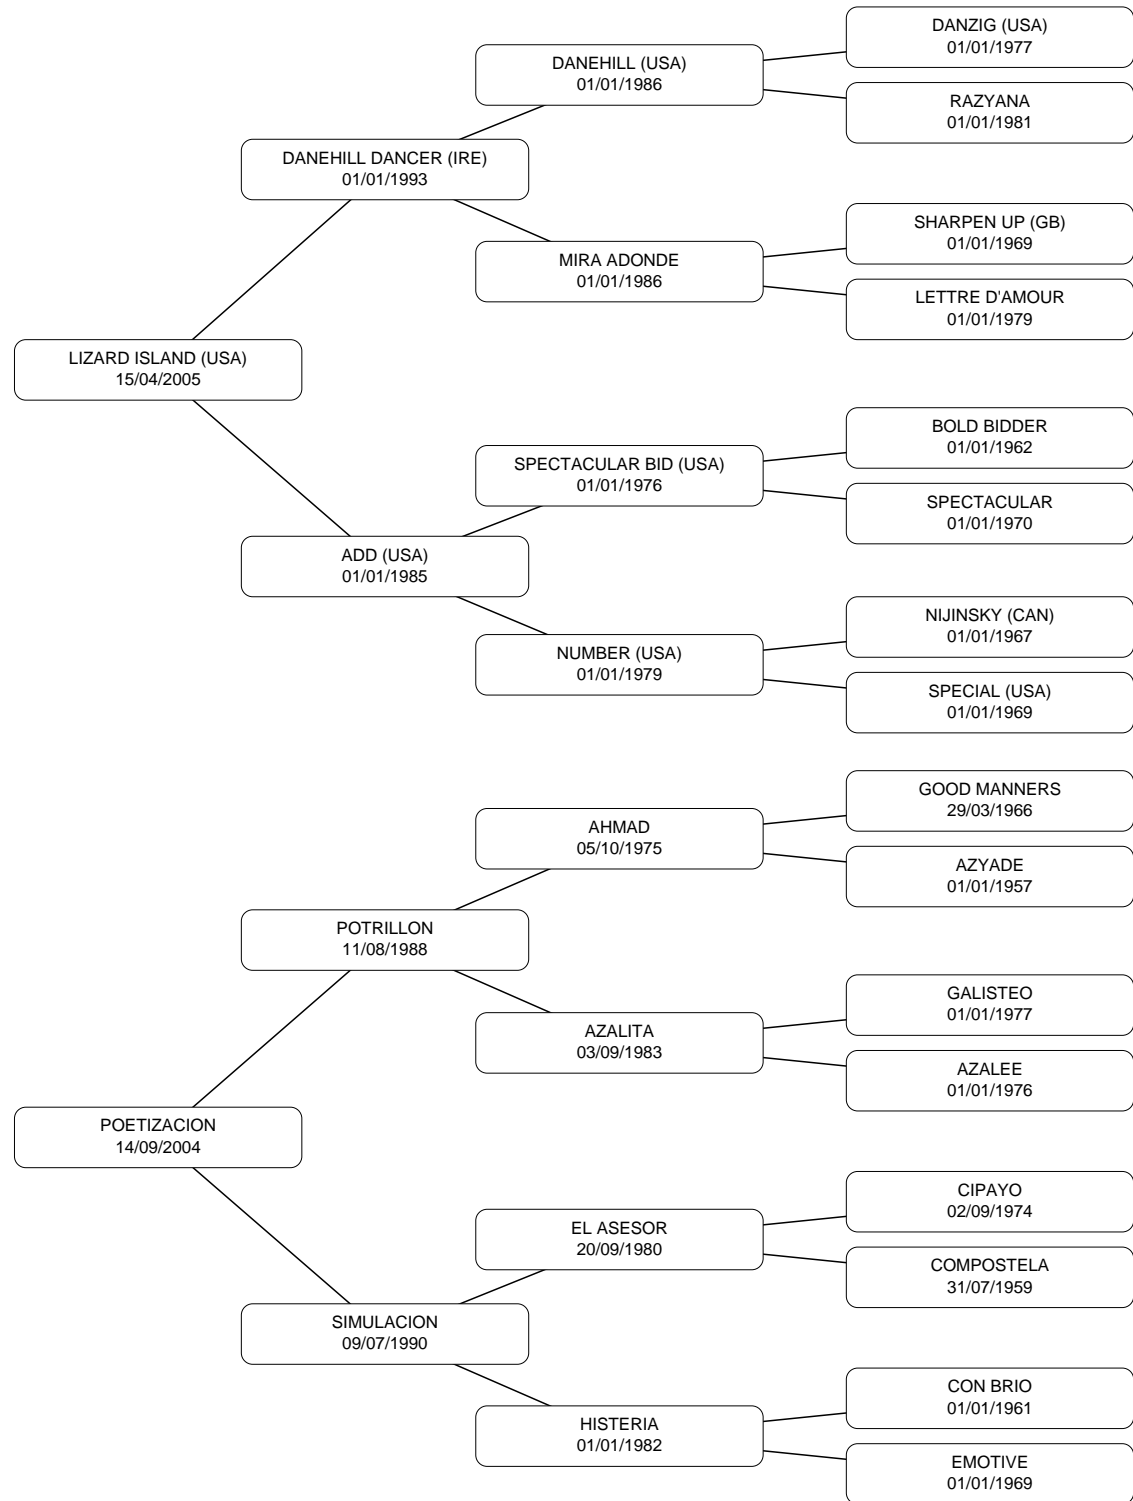 DANZIG (USA)
01/01/1977
DANEHILL (USA)
01/01/1986
RAZYANA
01/01/1981
DANEHILL DANCER (IRE)
01/01/1993
SHARPEN UP (GB)
01/01/1969
MIRA ADONDE
01/01/1986
LETTRE D'AMOUR
01/01/1979
LIZARD ISLAND (USA)
15/04/2005
BOLD BIDDER
01/01/1962
SPECTACULAR BID (USA)
01/01/1976
SPECTACULAR
01/01/1970
ADD (USA)
01/01/1985
NIJINSKY (CAN)
01/01/1967
NUMBER (USA)
01/01/1979
SPECIAL (USA)
01/01/1969
GOOD MANNERS
29/03/1966
AHMAD
05/10/1975
AZYADE
01/01/1957
POTRILLON
11/08/1988
GALISTEO
01/01/1977
AZALITA
03/09/1983
AZALEE
01/01/1976
POETIZACION
14/09/2004
CIPAYO
02/09/1974
EL ASESOR
20/09/1980
COMPOSTELA
31/07/1959
SIMULACION
09/07/1990
CON BRIO
01/01/1961
HISTERIA
01/01/1982
EMOTIVE
01/01/1969